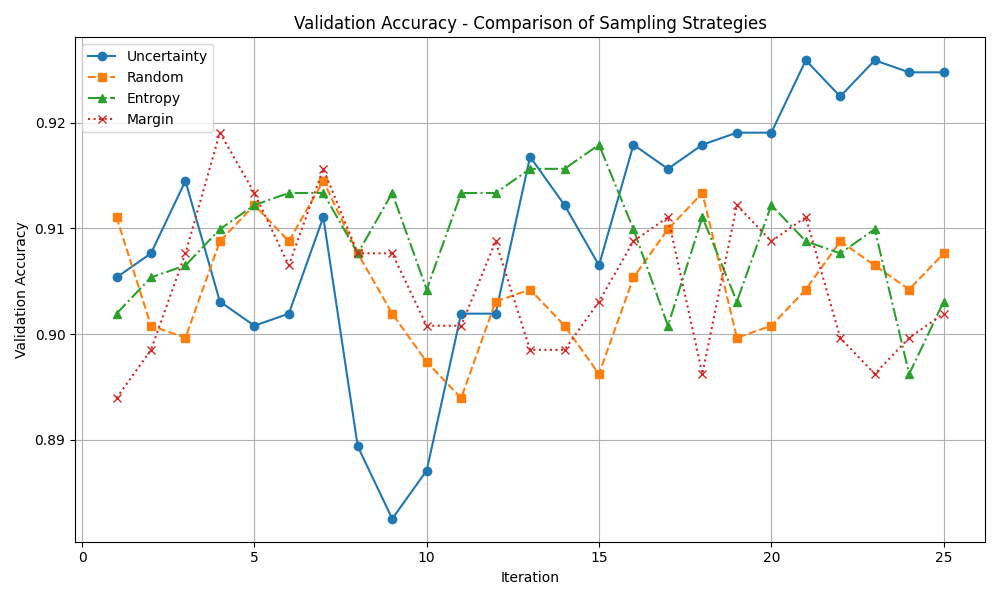 Validation Accuracy - Comparison of Sampling Strategies
Uncertainty
Random
Entropy
Margin
Validation Accuracy
0.92
0.91
0.90
0.89
0
5
10
15
20
25
Iteration